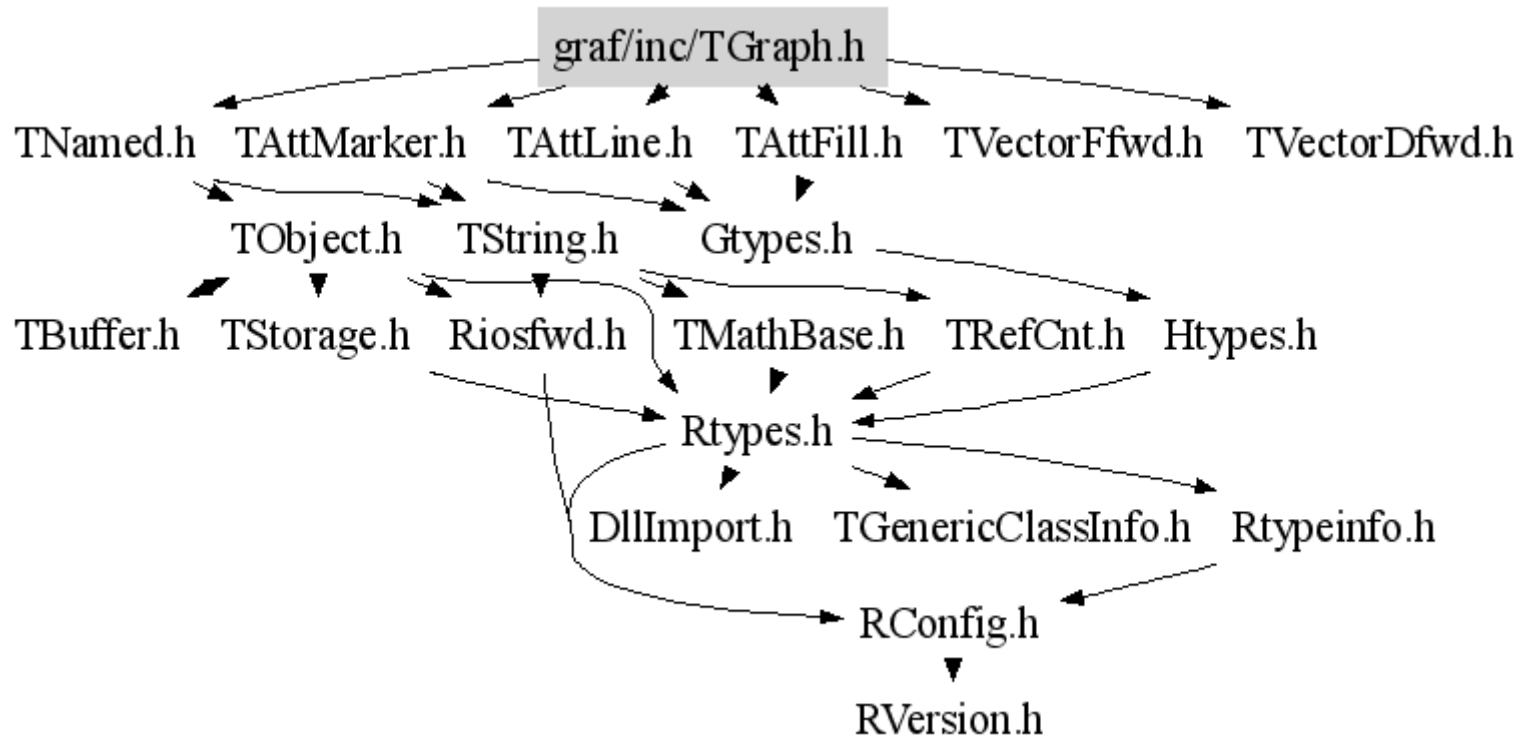 graf/inc/TGraph.h
TNamed.h TAttMarker.h TAttLine.h TAttFill.h TVectorFfwd.h TVectorDfwd.h
TObject.h TString.h Gtypes.h
TBuffer.h TStorage.h Riosfwd.h TMathBase.h TRefCnt.h Htypes.h
Rtypes.h
DllImport.h TGenericClassInfo.h Rtypeinfo.h
RConfig.h
RVersion.h